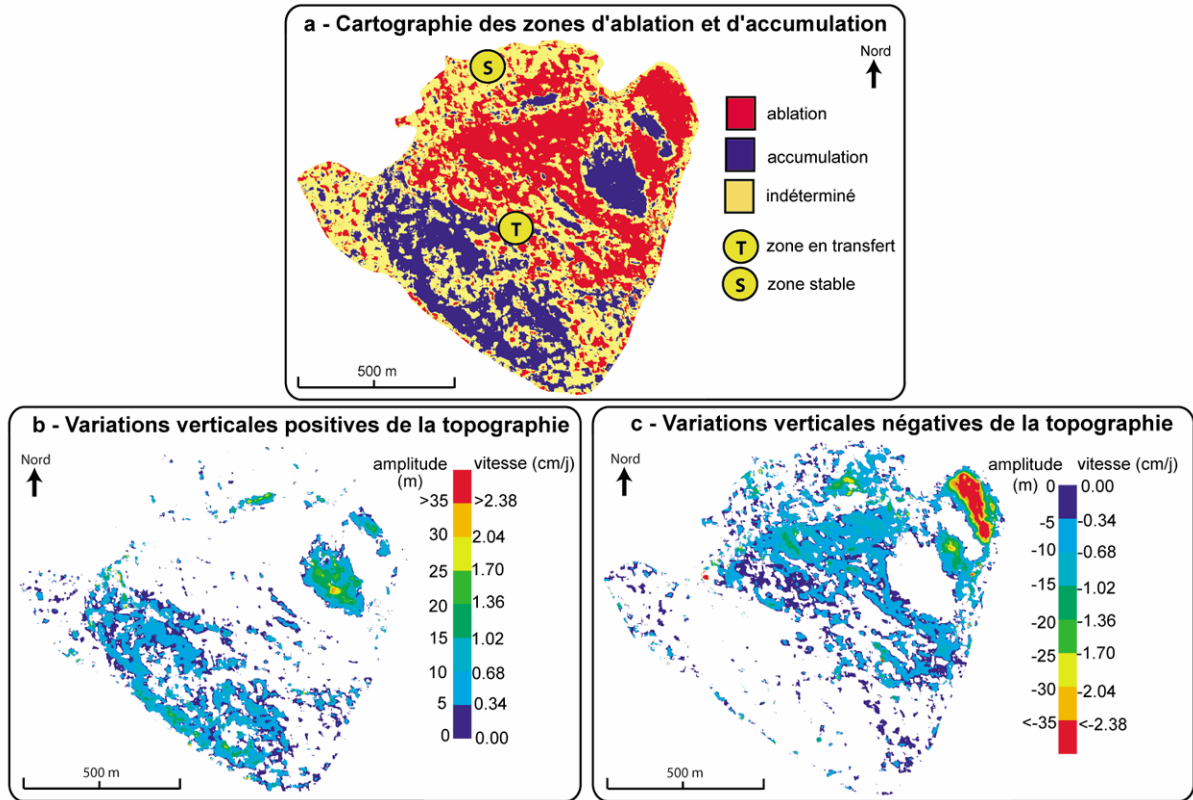 a - Cartographie des zones d'ablation et d'accumulation
Nord
ablation
accumulation
indéterminé
T zone en transfert
S zone stable
S
T
500 m
b - Variations verticales positives de la topographie
Nord
amplitude vitesse (cm/j)
(m)
>35 >2.38
30 2.04
25 1.70
20 1.36
15 1.02
10 0.68
5 0.34
0 0.00
500 m
c - Variations verticales négatives de la topographie
Nord
amplitude vitesse (cm/j)
(m) 0 0.00
-5 -0.34
-10 -0.68
-15 -1.02
-20 -1.36
-25 -1.70
-30 -2.04
<-35 <-2.38
500 m